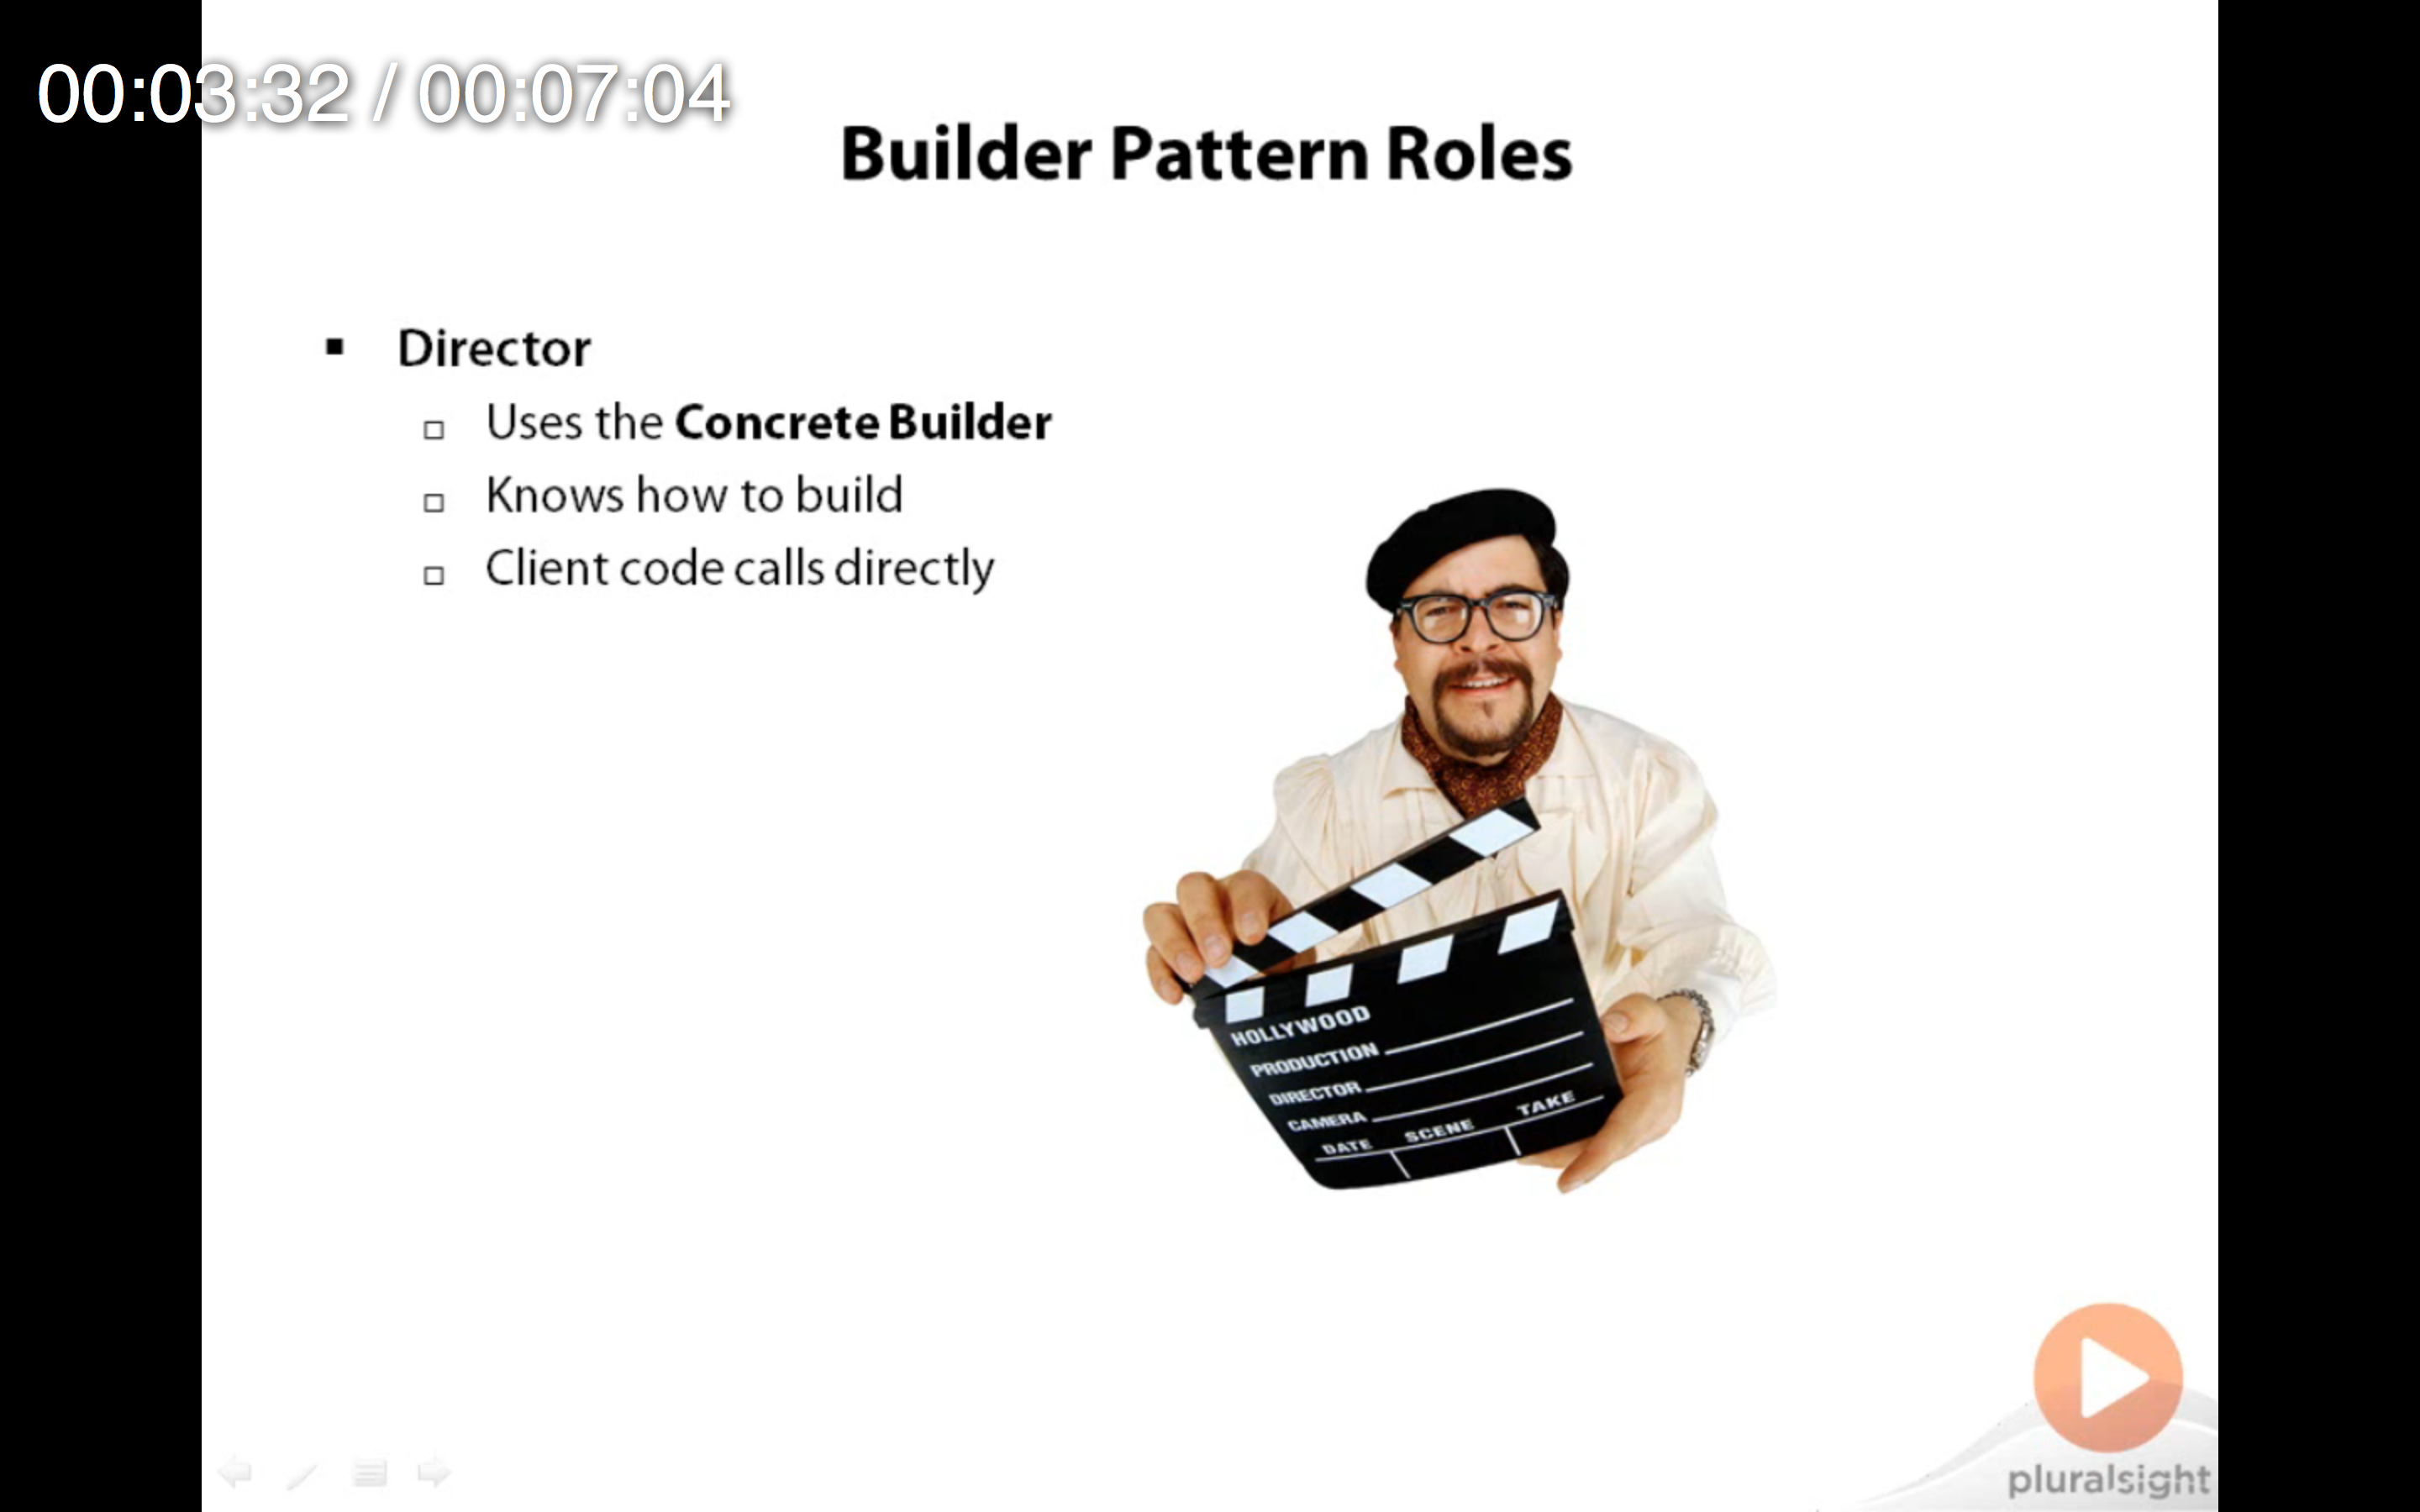 00:03:32 / 00:07:04
Builder Pattern Roles
Director
Uses the Concrete Builder
Knows how to build
Client code calls directly
HOLLYWOOD
PRODUCTION
DIRECTOR
CAMERA
DATE SCENE TAKE
pluralsight